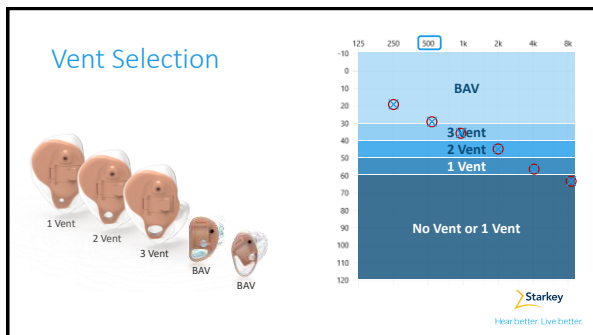 Vent Selection
125 250 500 1k 2k 4k 8k
-10
0
10
20
30
40
50
60
70
80
90
100
110
120
BAV
3 Vent
2 Vent
1 Vent
No Vent or 1 Vent
1 Vent
2 Vent
3 Vent
BAV
BAV
Starkey
Hear better. Live better.